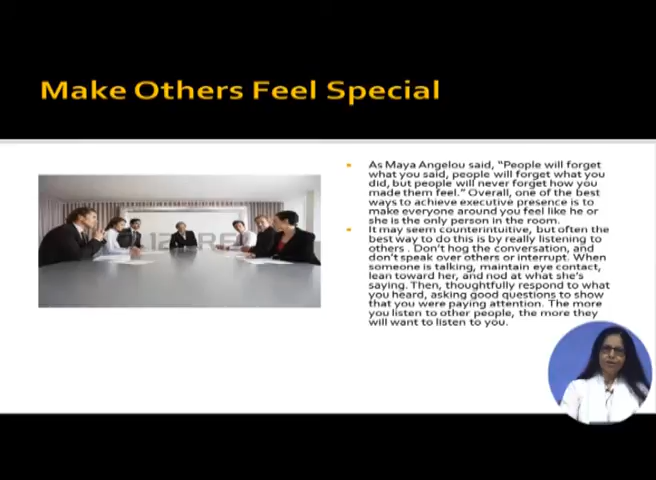 Make Others Feel Special
As Maya Angelou said, "People will forget
what you said, people will forget what you
did, but people will never forget how you
made them feel." Overall, one of the best
ways to achieve executive presence is to
make everyone around you feel like he or
she is the only person in the room.
It may seem counterintuitive, but often the
best way to do this is by really listening to
others . Don't hog the conversation, and
don't speak over others or interrupt. When
someone is talking, maintain eye contact,
lean toward her, and nod at what she's
saying. Then, thoughtfully respond to what
you heard, asking good questions to show
that you were paying attention. The more
you listen to other people, the more they
will want to listen to you.